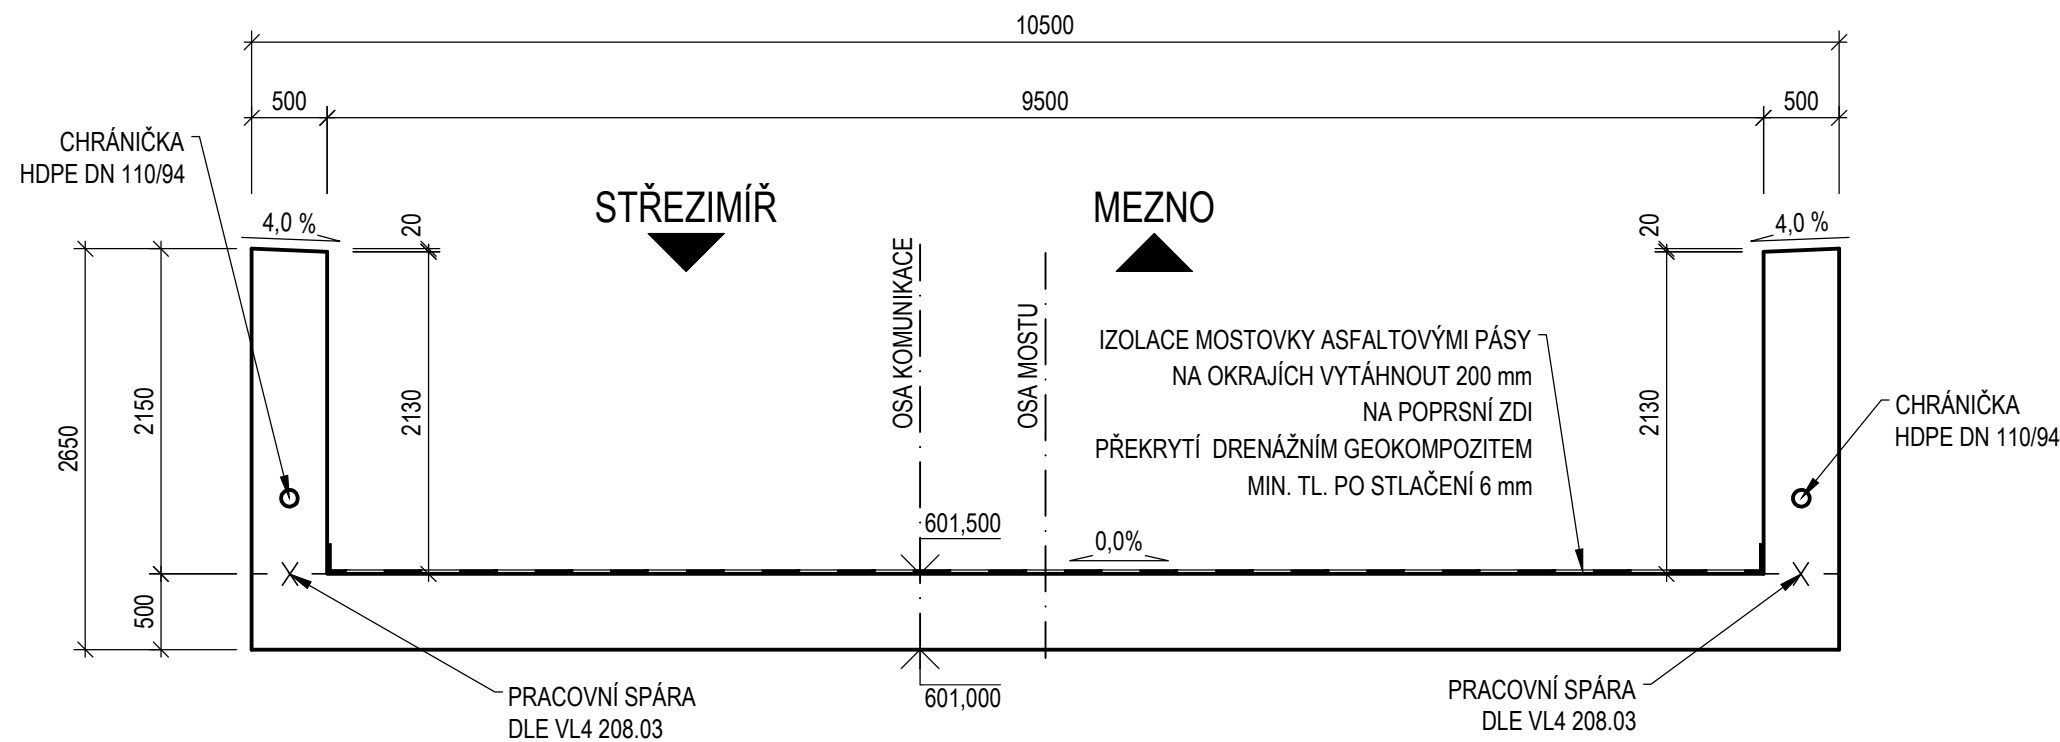 10500
500
9500
500
CHRÁNIČKA
HDPE DN 110/94
STŘEZIMÍŘ
MEZNO
4,0 %
20
20
4,0 %
OSA KOMUNIKACE
OSA MOSTU
IZOLACE MOSTOVKY ASFALTOVÝMI PÁSY
NA OKRAJÍCH VYTÁHNOUT 200 mm
NA POPRSNÍ ZDI
PŘEKRYTÍ  DRENÁŽNÍM GEOKOMPOZITEM
MIN. TL. PO STLAČENÍ 6 mm
2650
2150
2130
2130
CHRÁNIČKA
HDPE DN 110/94
601,500
0,0%
500
601,000
PRACOVNÍ SPÁRA
DLE VL4 208.03
PRACOVNÍ SPÁRA
DLE VL4 208.03